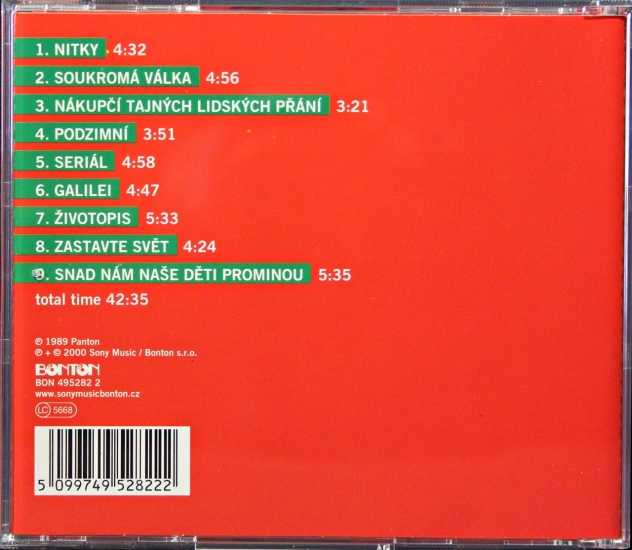 1. NITKY 4:32
2. SOUKROMÁ VÁLKA 4:56
3. NÁKUPČÍ TAJNÝCH LIDSKÝCH PŘÁNÍ 3:21
4. PODZIMNÍ 3:51
5. SERIÁL 4:58
6. GALILEI 4:47
7. ŽIVOTOPIS 5:33
8. ZASTAVTE SVĚT 4:24
9. SNAD NÁM NAŠE DĚTI PROMINOU 5:35
total time 42:35
℗ 1989 Panton
℗ + © 2000 Sony Music / Bonton s.r.o.
BONTON
BON 495282 2
www.sonymusicbonton.cz
LC 5668
5 099749 528222